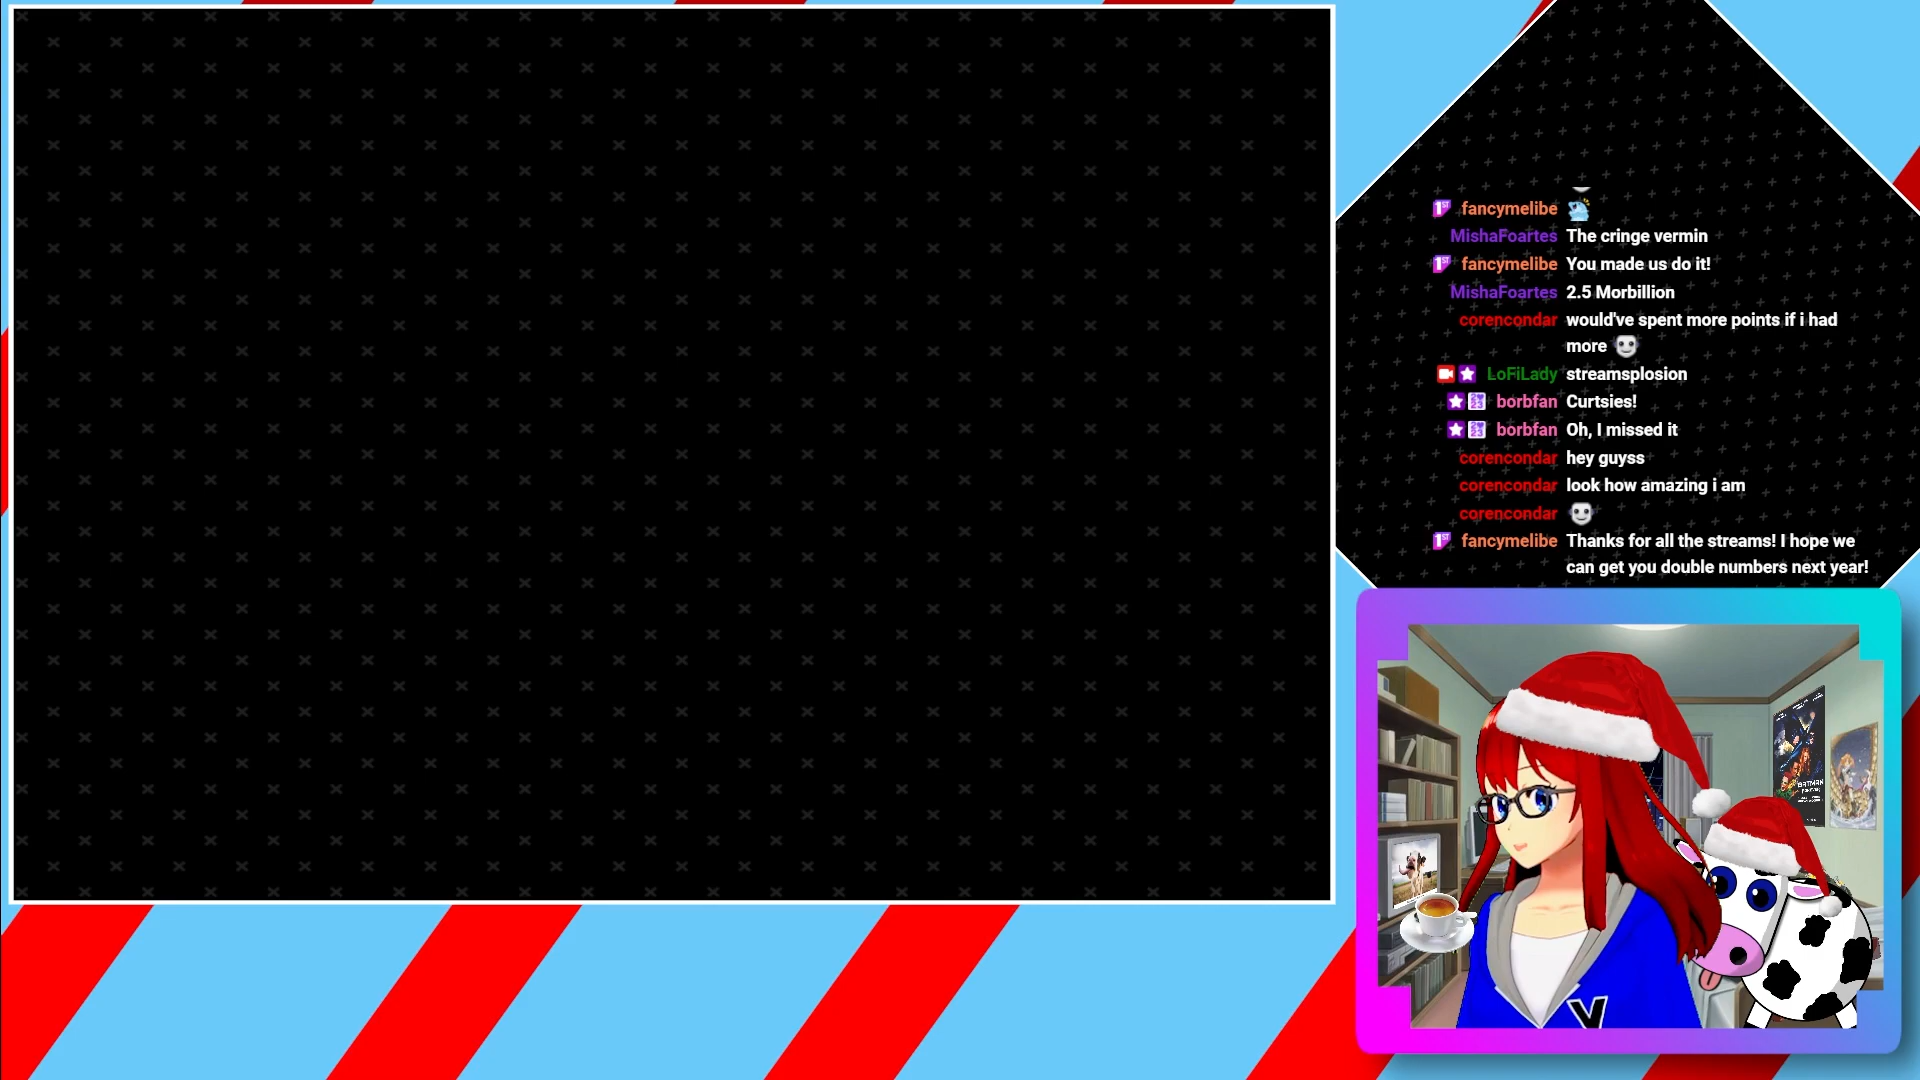 fancymelibe
MishaFoartes The cringe vermin
fancymelibe You made us do it!
MishaFoartes 2.5 Morbillion
corencondar would've spent more points if i had
more
LoFiLady streamsplosion
borbfan Curtsies!
borbfan Oh, I missed it
corencondar hey guyss
corencondar look how amazing i am
corencondar
fancymelibe Thanks for all the streams! I hope we
can get you double numbers next year!
BATMAN
V